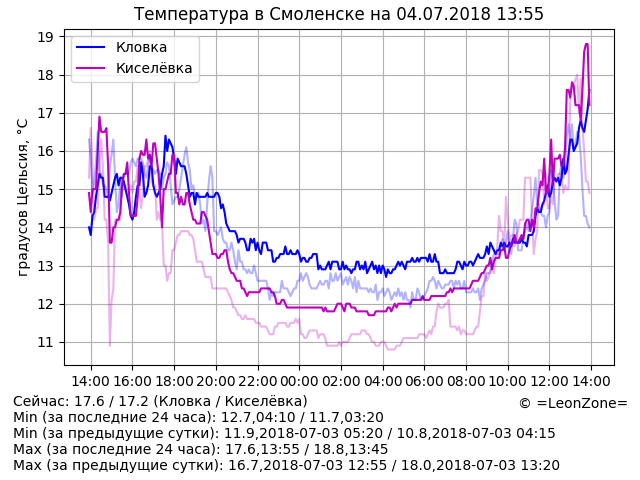 Температура в Смоленске на 04.07.2018 13:55
19
18
17
16
15
14
13
12
11
градусов Цельсия, °C
Кловка
Киселёвка
14:00 16:00 18:00 20:00 22:00 00:00 02:00 04:00 06:00 08:00 10:00 12:00 14:00
Сейчас: 17.6 / 17.2 (Кловка / Киселёвка)
© =LeonZone=
Min (за последние 24 часа): 12.7,04:10 / 11.7,03:20
Min (за предыдущие сутки): 11.9,2018-07-03 05:20 / 10.8,2018-07-03 04:15
Max (за последние 24 часа): 17.6,13:55 / 18.8,13:45
Max (за предыдущие сутки): 16.7,2018-07-03 12:55 / 18.0,2018-07-03 13:20